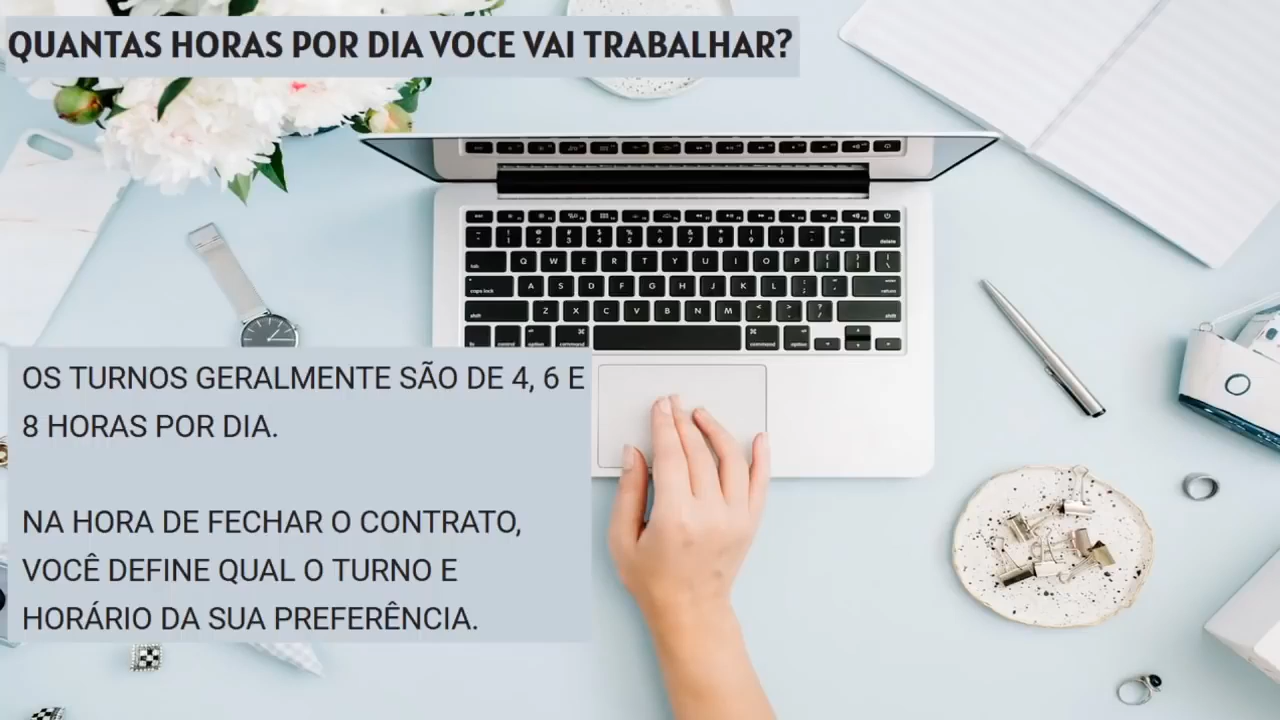 QUANTAS HORAS POR DIA VOCE VAI TRABALHAR?
OS TURNOS GERALMENTE SÃO DE 4, 6 E
8 HORAS POR DIA.
NA HORA DE FECHAR O CONTRATO,
VOCÊ DEFINE QUAL O TURNO E
HORÁRIO DA SUA PREFERÊNCIA.